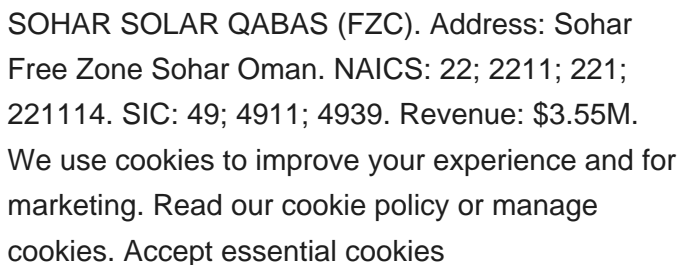 SOHAR SOLAR QABAS (FZC). Address: Sohar
Free Zone Sohar Oman. NAICS: 22; 2211; 221;
221114. SIC: 49; 4911; 4939. Revenue: $3.55M.
We use cookies to improve your experience and for
marketing. Read our cookie policy or manage
cookies. Accept essential cookies